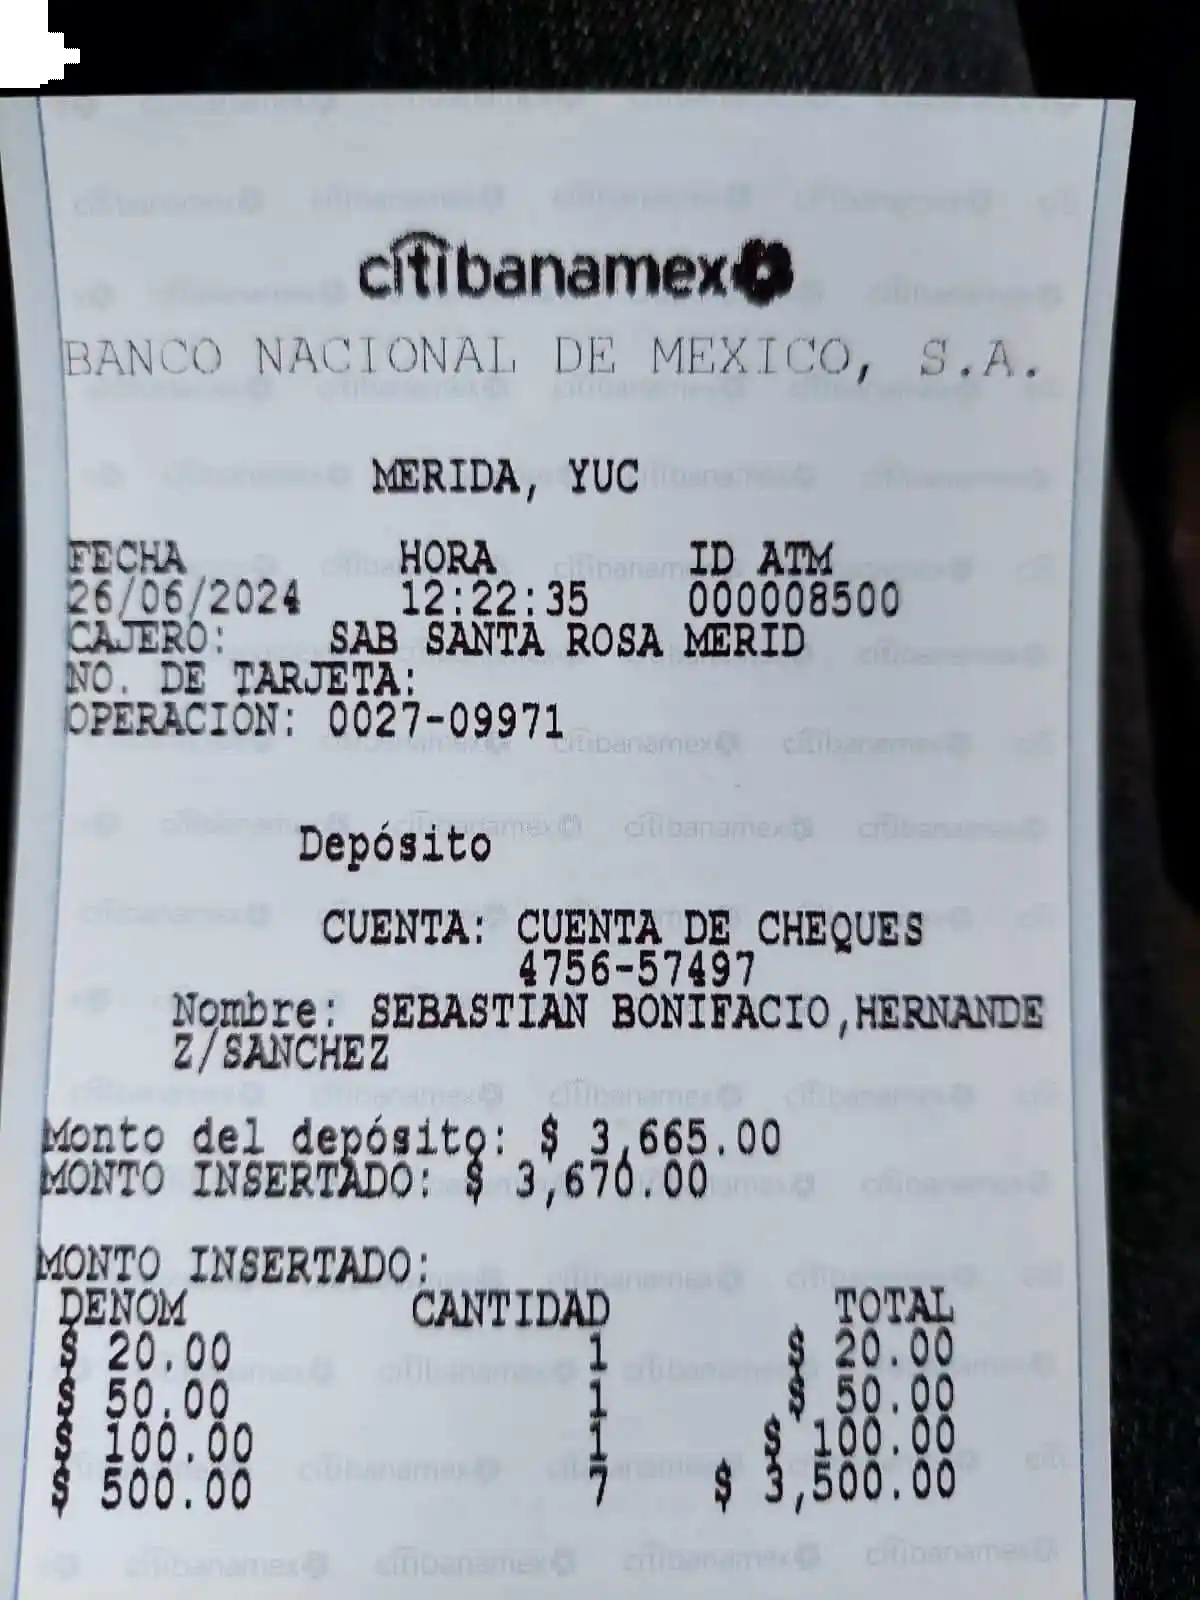 citibanamex
BANCO NACIONAL DE MEXICO, S.A.
MERIDA, YUC
FECHA HORA ID ATM
26/06/2024 12:22:35 000008500
CAJERO: SAB SANTA ROSA MERID
NO. DE TARJETA:
OPERACION: 0027-09971
Depósito
CUENTA: CUENTA DE CHEQUES
4756-57497
Nombre: SEBASTIAN BONIFACIO,HERNANDE
Z/SANCHEZ
Monto del depósito: $ 3,665.00
MONTO INSERTADO: $ 3,670.00
MONTO INSERTADO:
DENOM CANTIDAD TOTAL
$ 20.00 1 $ 20.00
$ 50.00 1 $ 50.00
$ 100.00 1 $ 100.00
$ 500.00 7 $ 3,500.00